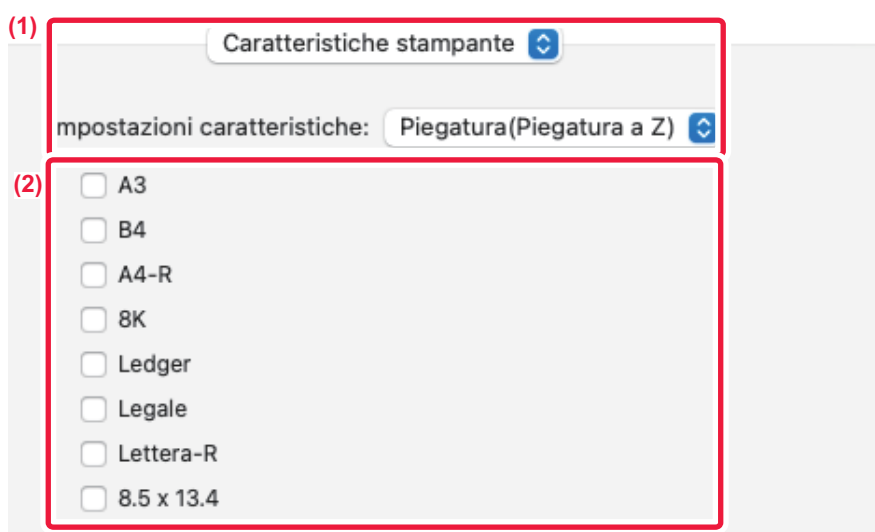 (1)
Caratteristiche stampante
mpostazioni caratteristiche: Piegatura(Piegatura a Z)
(2)
A3
B4
A4-R
8K
Ledger
Legale
Lettera-R
8.5 x 13.4